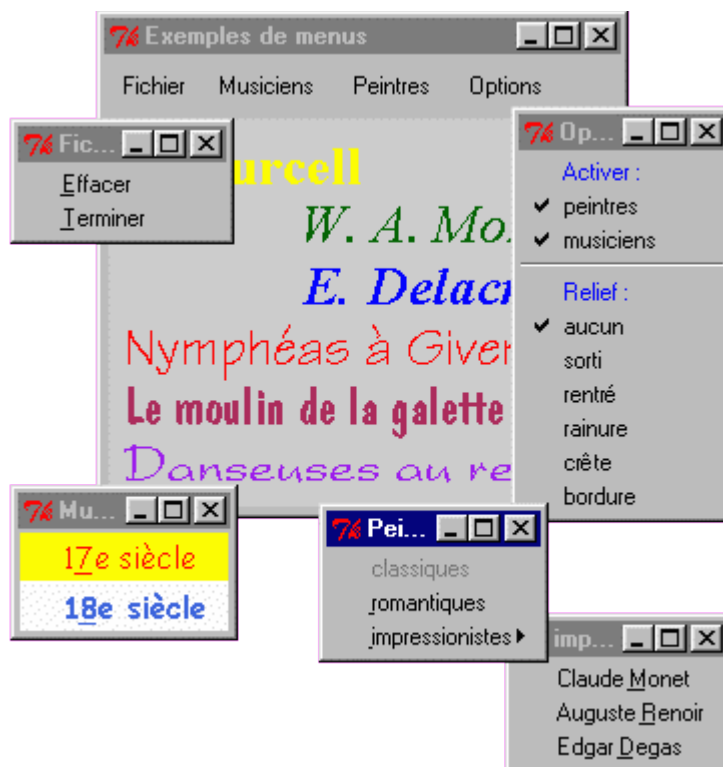 Exemples de menus
Fichier Musiciens Peintres Options
Fic...
Effacer
Terminer
urcell
W. A. Mo
E. Delacr
Nymphéas à Giver
Le moulin de la galette
Danseuses au re
Op...
Activer :
peintres
musiciens
Relief :
aucun
sorti
rentré
rainure
crête
bordure
Mu...
17e siècle
18e siècle
Pei...
classiques
romantiques
impressionistes
imp...
Claude Monet
Auguste Renoir
Edgar Degas